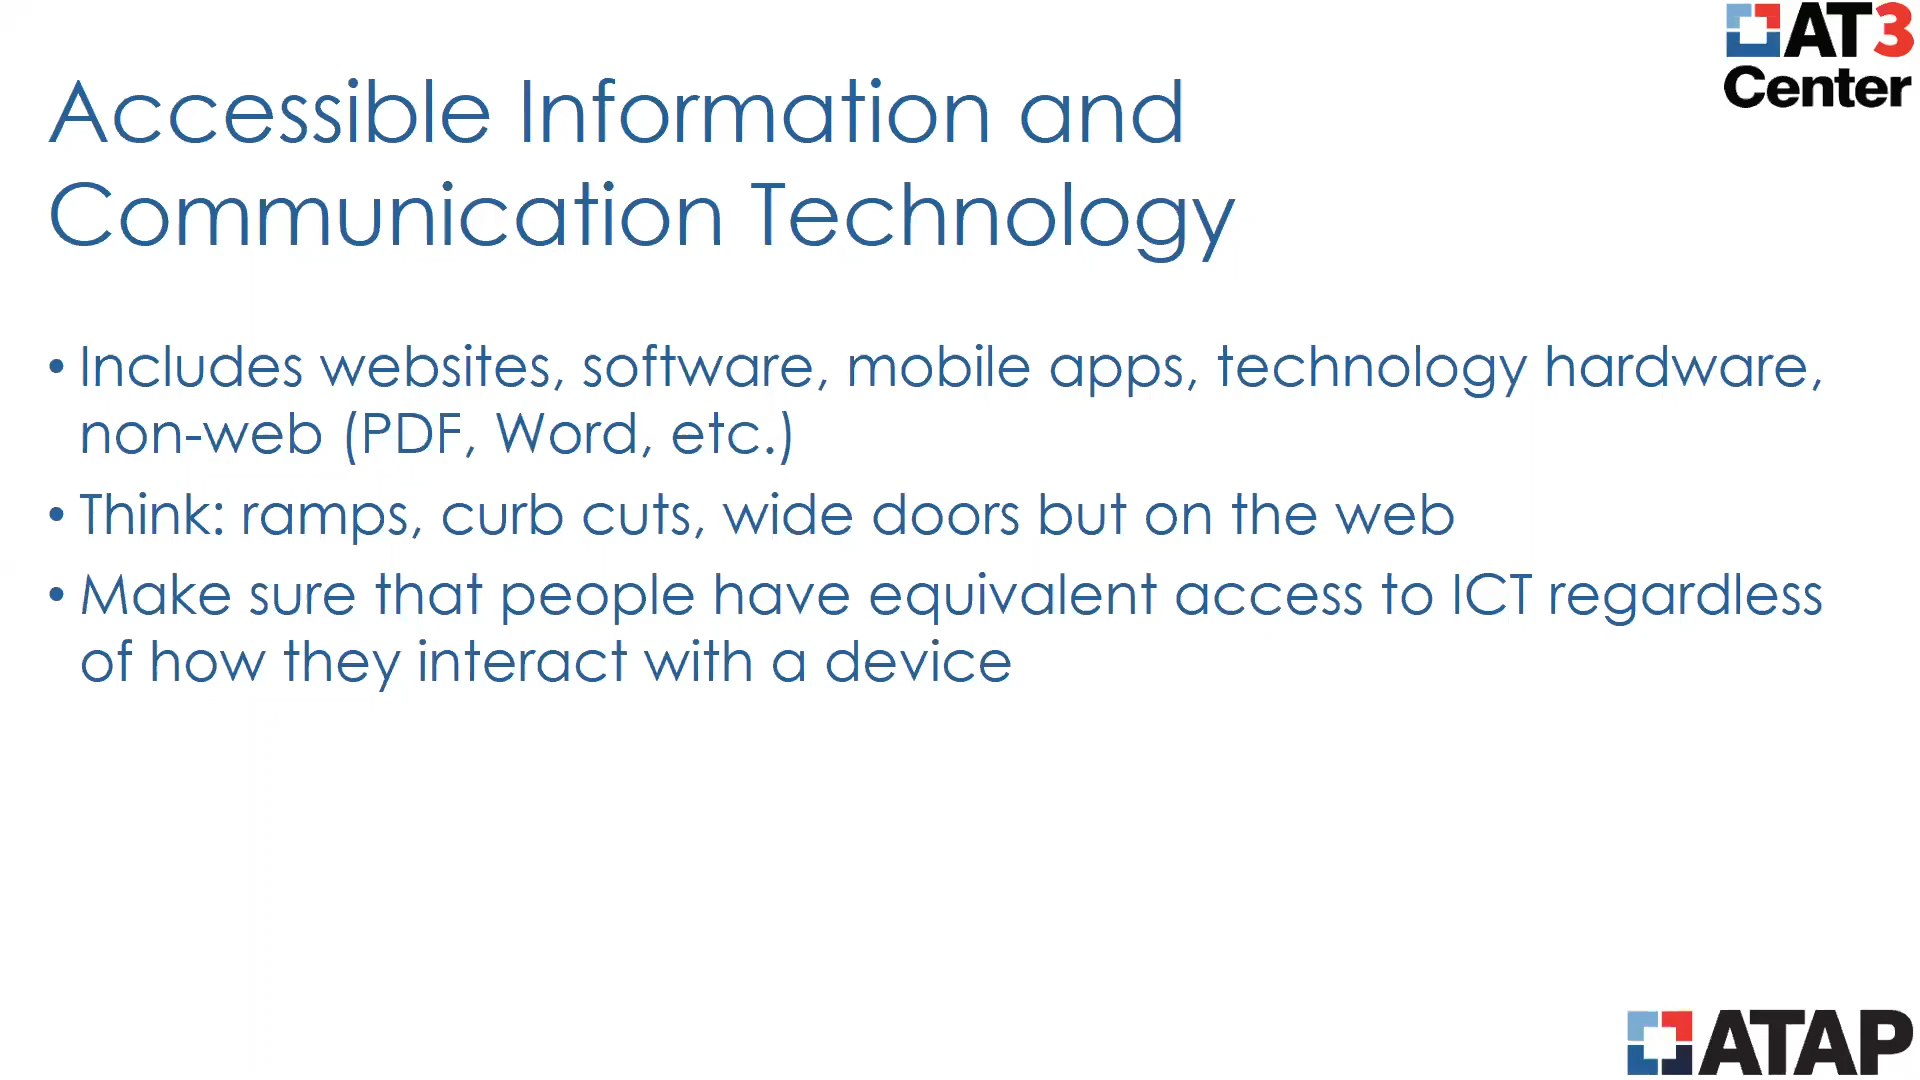 AT3
Center
Accessible Information and
Communication Technology
• Includes websites, software, mobile apps, technology hardware,
non-web (PDF, Word, etc.)
• Think: ramps, curb cuts, wide doors but on the web
• Make sure that people have equivalent access to ICT regardless
of how they interact with a device
ATAP